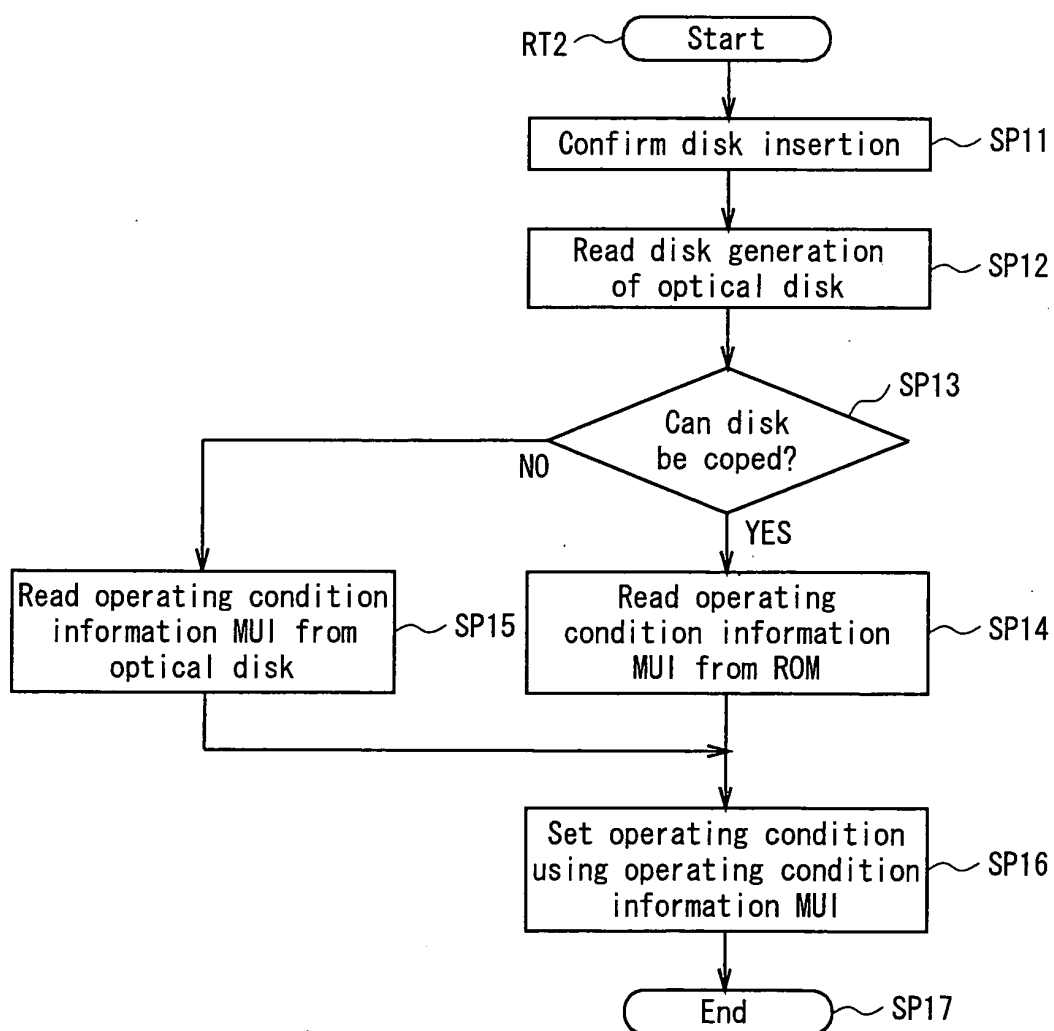 RT2
Start
Confirm disk insertion
SP11
Read disk generation
of optical disk
SP12
Can disk
be coped?
SP13
NO
YES
Read operating condition
information MUI from
optical disk
SP15
Read operating
condition information
MUI from ROM
SP14
Set operating condition
using operating condition
information MUI
SP16
End
SP17